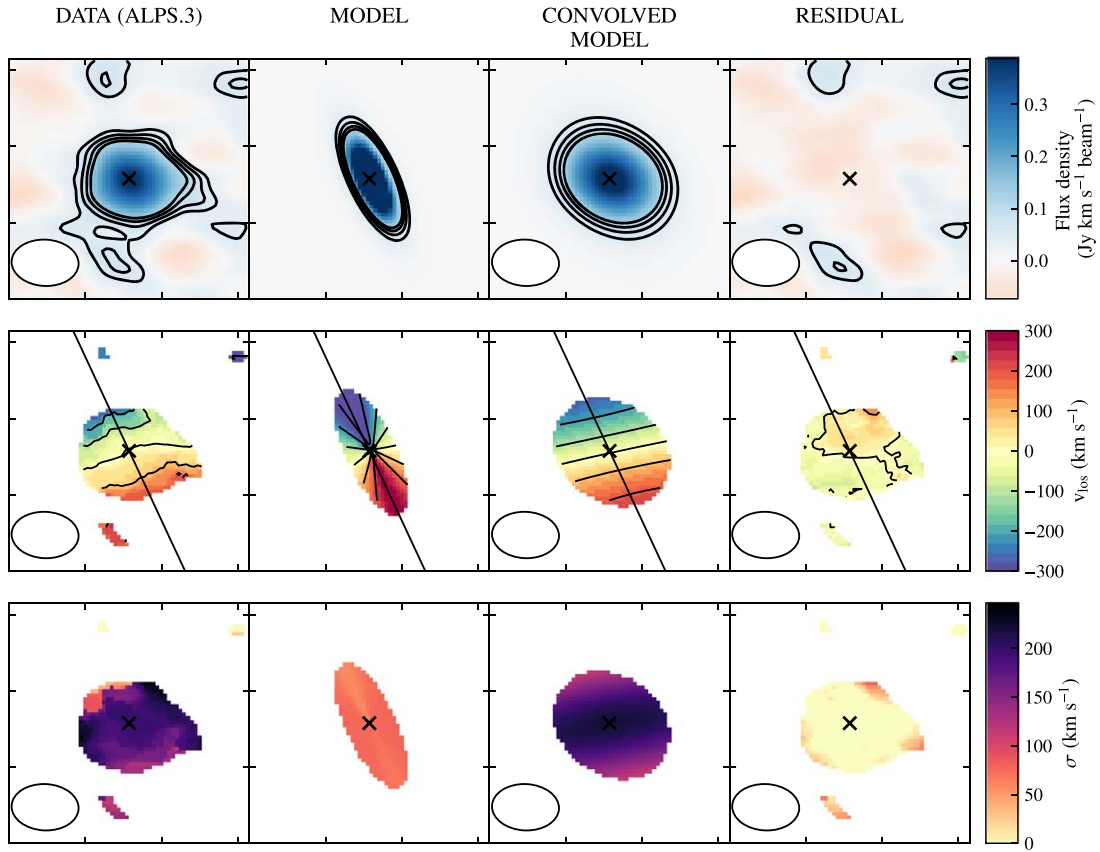 DATA (ALPS.3)
MODEL
CONVOLVED
MODEL
RESIDUAL
0.3
0.2
0.1
0.0
Flux density
(Jy km s⁻¹ beam⁻¹)
300
200
100
0
−100
−200
−300
v_los (km s⁻¹)
200
150
100
50
0
σ (km s⁻¹)